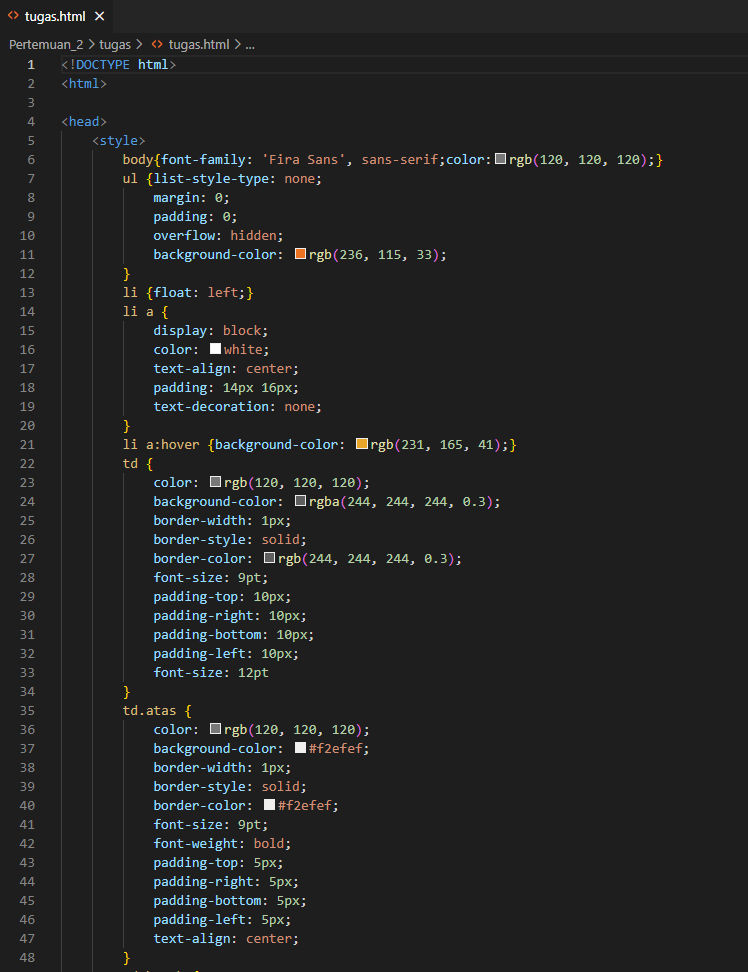 tugas.html ×
Pertemuan_2 > tugas > <> tugas.html > ...
1 <!DOCTYPE html>
2 <html>
3
4 <head>
5 <style>
6 body{font-family: 'Fira Sans', sans-serif;color:rgb(120, 120, 120);}
7 ul {list-style-type: none;
8 margin: 0;
9 padding: 0;
10 overflow: hidden;
11 background-color: rgb(236, 115, 33);
12 }
13 li {float: left;}
14 li a {
15 display: block;
16 color: white;
17 text-align: center;
18 padding: 14px 16px;
19 text-decoration: none;
20 }
21 li a:hover {background-color: rgb(231, 165, 41);}
22 td {
23 color: rgb(120, 120, 120);
24 background-color: rgba(244, 244, 244, 0.3);
25 border-width: 1px;
26 border-style: solid;
27 border-color: rgb(244, 244, 244, 0.3);
28 font-size: 9pt;
29 padding-top: 10px;
30 padding-right: 10px;
31 padding-bottom: 10px;
32 padding-left: 10px;
33 font-size: 12pt
34 }
35 td.atas {
36 color: rgb(120, 120, 120);
37 background-color: #f2efef;
38 border-width: 1px;
39 border-style: solid;
40 border-color: #f2efef;
41 font-size: 9pt;
42 font-weight: bold;
43 padding-top: 5px;
44 padding-right: 5px;
45 padding-bottom: 5px;
46 padding-left: 5px;
47 text-align: center;
48 }